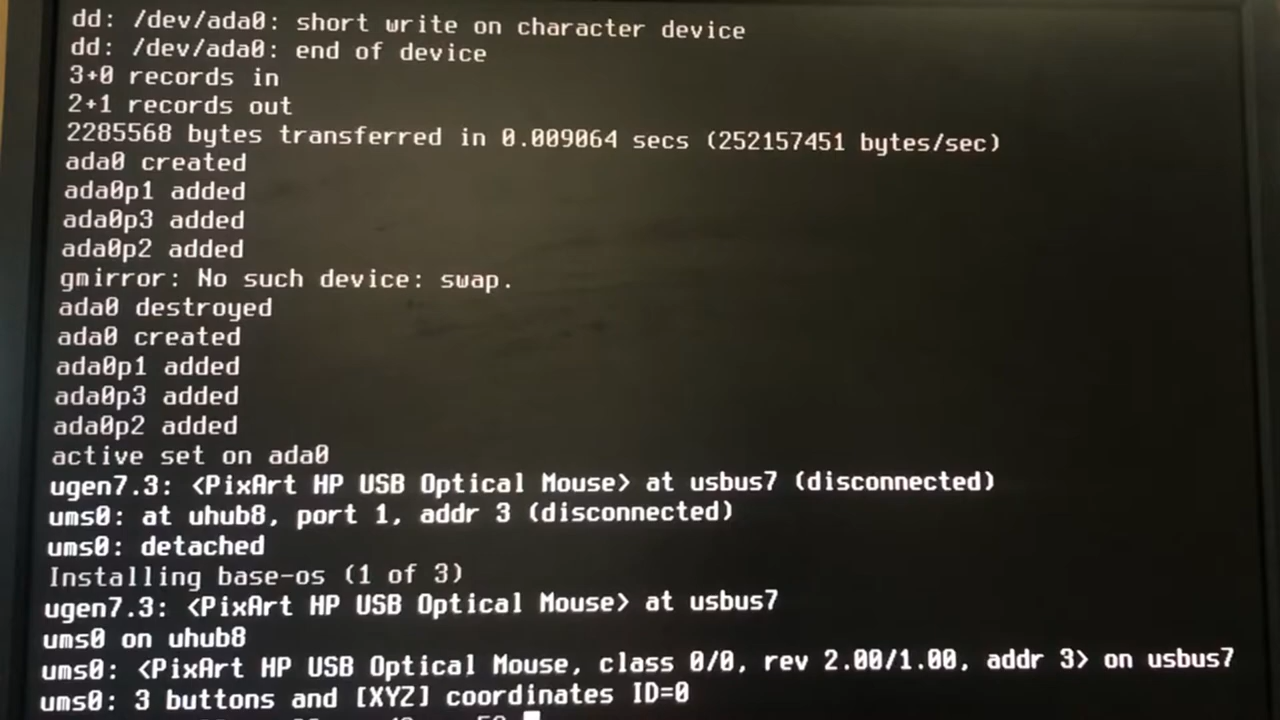 dd: /dev/ada0: short write on character device
dd: /dev/ada0: end of device
3+0 records in
2+1 records out
2285568 bytes transferred in 0.009064 secs (252157451 bytes/sec)
ada0 created
ada0p1 added
ada0p3 added
ada0p2 added
gmirror: No such device: swap.
ada0 destroyed
ada0 created
ada0p1 added
ada0p3 added
ada0p2 added
active set on ada0
ugen7.3: <PixArt HP USB Optical Mouse> at usbus7 (disconnected)
ums0: at uhub8, port 1, addr 3 (disconnected)
ums0: detached
Installing base-os (1 of 3)
ugen7.3: <PixArt HP USB Optical Mouse> at usbus7
ums0 on uhub8
ums0: <PixArt HP USB Optical Mouse, class 0/0, rev 2.00/1.00, addr 3> on usbus7
ums0: 3 buttons and [XYZ] coordinates ID=0